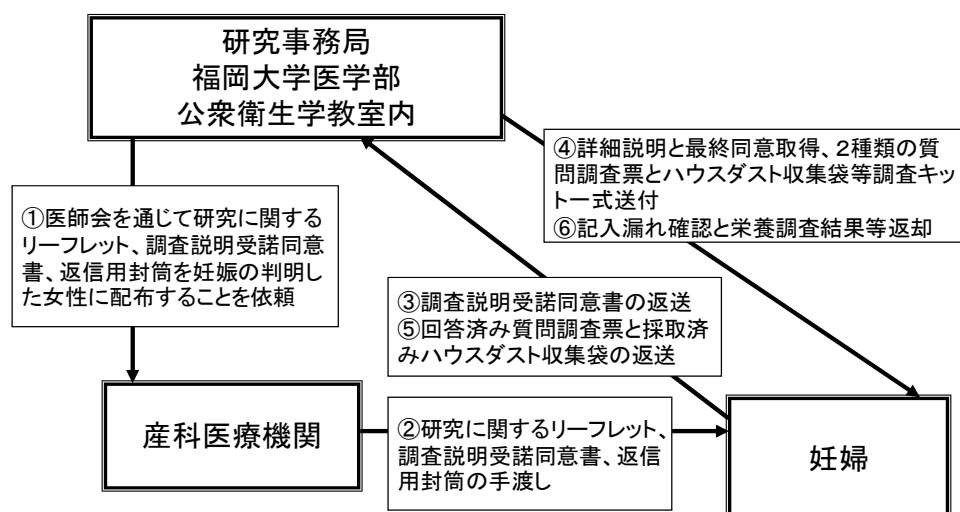 研究事務局
福岡大学医学部
公衆衛生学教室内
④詳細説明と最終同意取得、2種類の質
問調査票とハウスダスト収集袋等調査キッ
ト一式送付
⑥記入漏れ確認と栄養調査結果等返却
①医師会を通じて研究に関する
リーフレット、調査説明受諾同意
書、返信用封筒を妊娠の判明し
た女性に配布することを依頼
③調査説明受諾同意書の返送
⑤回答済み質問調査票と採取済
みハウスダスト収集袋の返送
産科医療機関
②研究に関するリーフレット、
調査説明受諾同意書、返信
用封筒の手渡し
妊婦